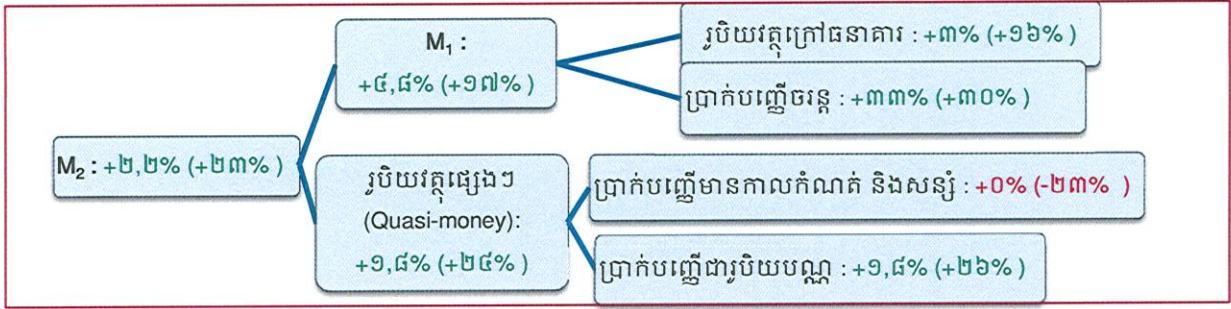 M₂ : +២,២% (+២៣%)
M₁ :
+៤,៨% (+១៧%)
រូបិយវត្ថុក្រៅធនាគារ : +៣% (+១៦%)
ប្រាក់បញ្ញើចរន្ត : +៣៣% (+៣០%)
រូបិយវត្ថុផ្សេងៗ
(Quasi-money):
+១,៨% (+២៤%)
ប្រាក់បញ្ញើមានកាលកំណត់ និងសន្សំ : +០% (-២៣% )
ប្រាក់បញ្ញើជារូបិយបណ្ណ : +១,៨% (+២៦%)